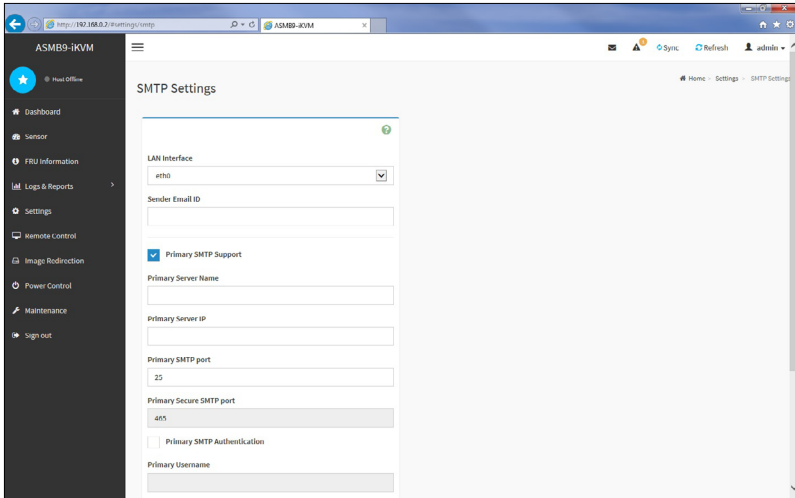 http://192.168.0.2/#settings/smtp
ASMB9-iKVM
ASMB9-iKVM
Sync
Refresh
admin
Host Offline
Home
Settings
SMTP Settings
SMTP Settings
Dashboard
Sensor
FRU Information
Logs & Reports
Settings
Remote Control
Image Redirection
Power Control
Maintenance
Sign out
LAN Interface
eth0
Sender Email ID
Primary SMTP Support
Primary Server Name
Primary Server IP
Primary SMTP port
25
Primary Secure SMTP port
465
Primary SMTP Authentication
Primary Username